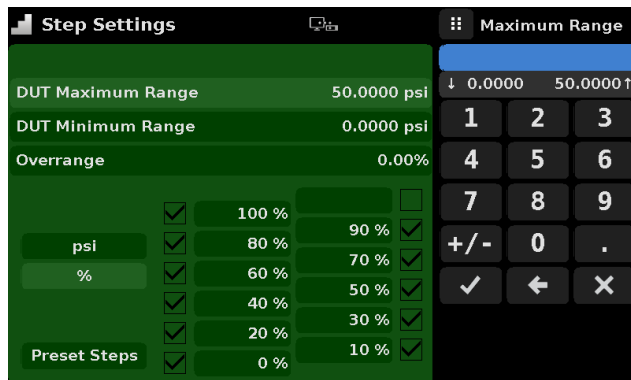 Step Settings
Maximum Range
↓ 0.0000 50.0000↑
DUT Maximum Range 50.0000 psi
DUT Minimum Range 0.0000 psi
Overrange 0.00%
1 2 3
4 5 6
7 8 9
+/- 0 .
100 %
90 %
psi 80 %
70 %
% 60 %
50 %
40 %
30 %
20 %
10 %
Preset Steps 0 %